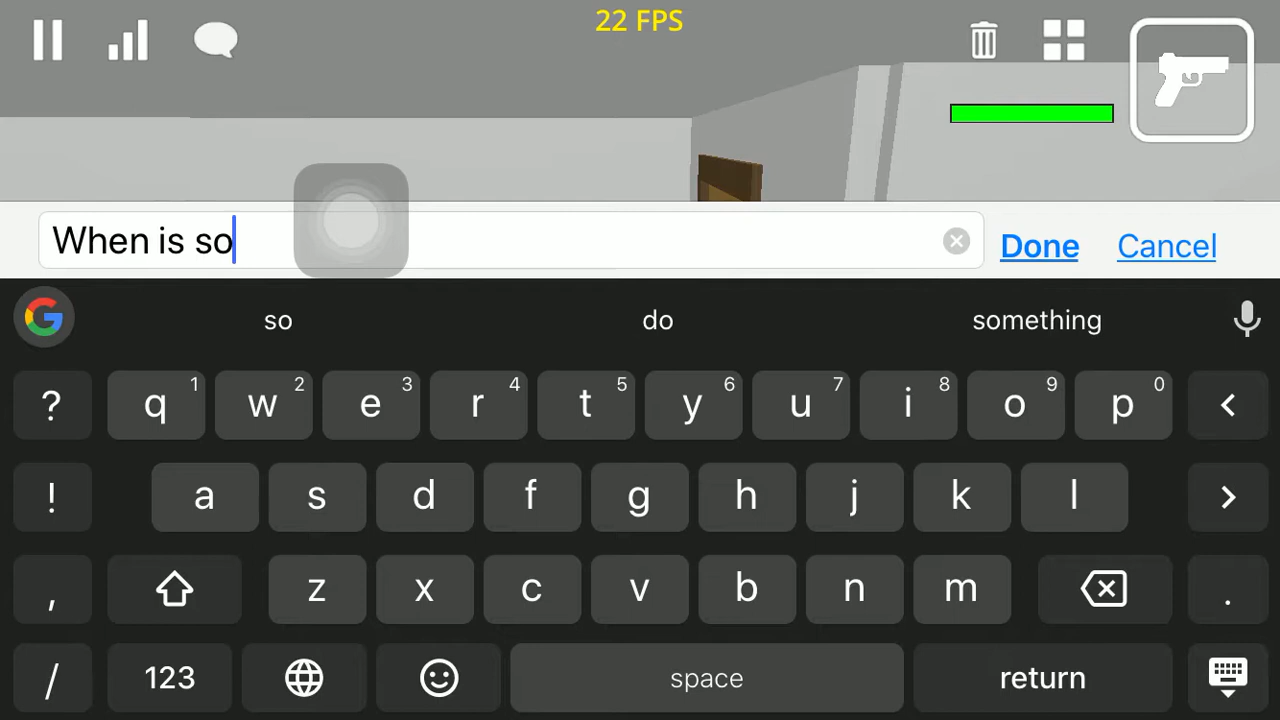 22 FPS
When is so
Done Cancel
so do something
? q 1 w 2 e 3 r 4 t 5 y 6 u 7 i 8 o 9 p 0 <
! a s d f g h j k l >
, z x c v b n m .
/ 123 space return